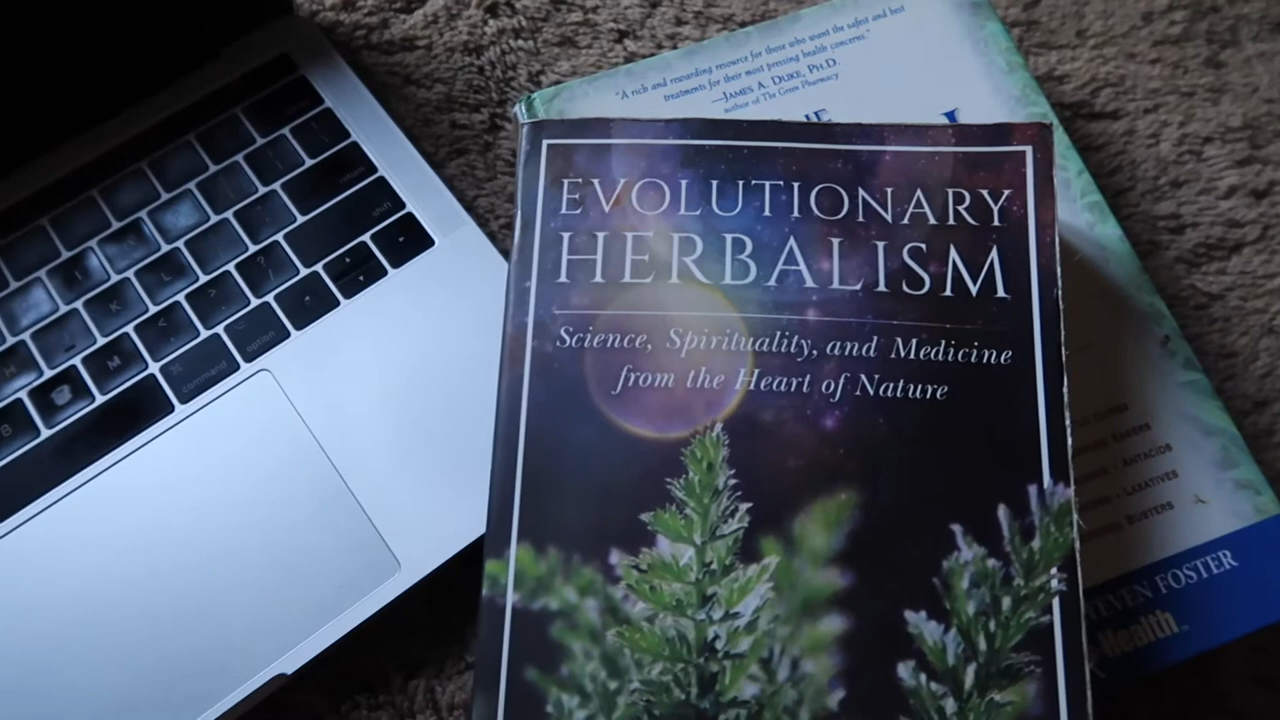 "A rich and rewarding resource for those who want the safest and best
treatments for their most pressing health concerns."
—JAMES A. DUKE, PH.D.
author of The Green Pharmacy
EVOLUTIONARY
HERBALISM
Science, Spirituality, and Medicine
from the Heart of Nature
ANTACIDS
LAXATIVES
BUSTERS
STEVEN FOSTER
Health
return
shift
I
L
? /
H
K
>
<
M
B
command
option